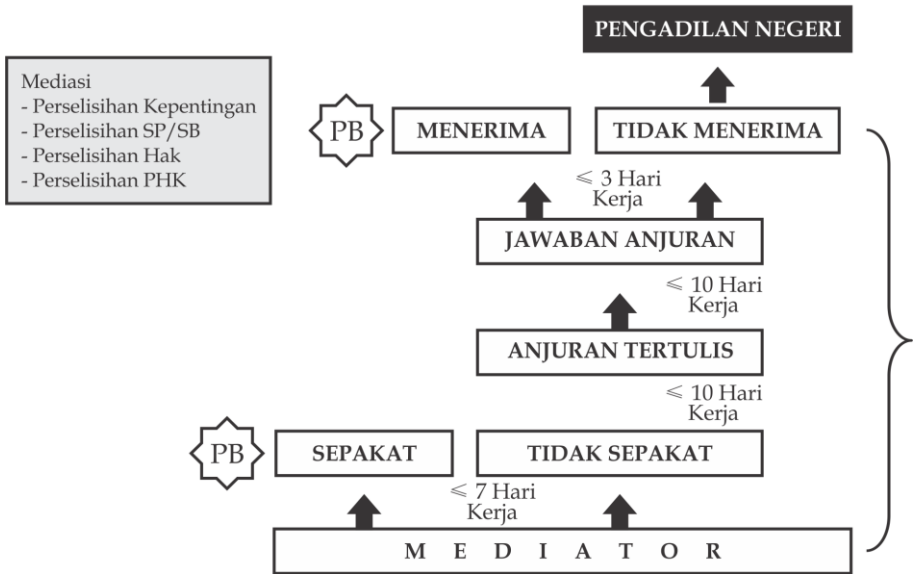 PENGADILAN NEGERI
Mediasi
- Perselisihan Kepentingan
- Perselisihan SP/SB
- Perselisihan Hak
- Perselisihan PHK
PB
MENERIMA
TIDAK MENERIMA
≤ 3 Hari
Kerja
JAWABAN ANJURAN
≤ 10 Hari
Kerja
ANJURAN TERTULIS
≤ 10 Hari
Kerja
PB
SEPAKAT
TIDAK SEPAKAT
≤ 7 Hari
Kerja
M E D I A T O R